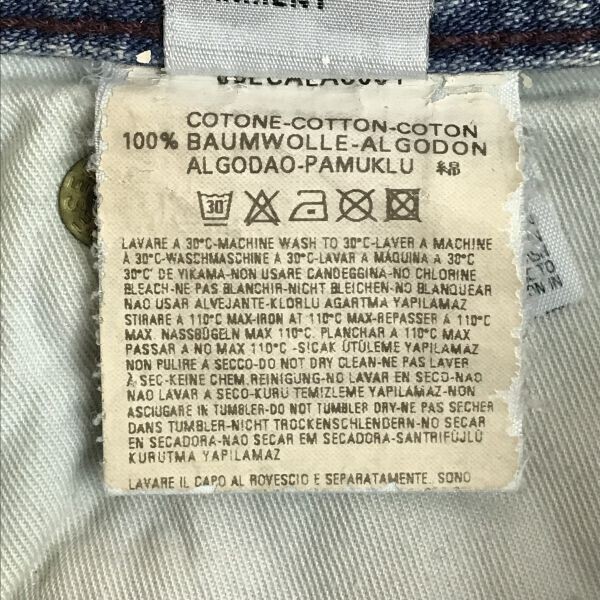 COTONE-COTTON-COTON
100% BAUMWOLLE-ALGODON
ALGODAO-PAMUKLU 綿
30°
LAVARE A 30°C-MACHINE WASH TO 30°C-LAVER A MACHINE
À 30°C-WASCHMASCHINE À 30°C-LAVAR A MÁQUINA A 30°C
30°C' DE YIKAMA-NON USARE CANDEGGINA-NO CHLORINE
BLEACH-NE PAS BLANCHIR-NICHT BLEICHEN-NO BLANQUEAR
NAO USAR ALVEJANTE-KLORLU AGARTMA YAPILAMAZ
STIRARE À 110°C MAX-IRON AT 110°C MAX-REPASSER À 110°C
MAX. NASSBÜGELN MAX 110°C. PLANCHAR A 110°C MAX
PASSAR A NO MAX 110°C -SICAK ÜTÜLEME YAPILAMAZ
NON PULIRE A SECCO-DO NOT DRY CLEAN-NE PAS LAVER
À SEC-KEINE CHEM.REINIGUNG-NO LAVAR EN SECO-NAO
NAO LAVAR A SECO-KURU TEMIZLEME YAPILAMAZ-NON
ASCIUGARE IN TUMBLER-DO NOT TUMBLER DRY-NE PAS SECHER
DANS TUMBLER-NICHT TROCKENSCHLENDERN-NO SECAR
EN SECADORA-NAO SECAR EM SECADORA-SANTRIFÜJLÜ
KURUTMA YAPILAMAZ
LAVARE IL CAPO AL ROVESCIO E SEPARATAMENTE. SONO